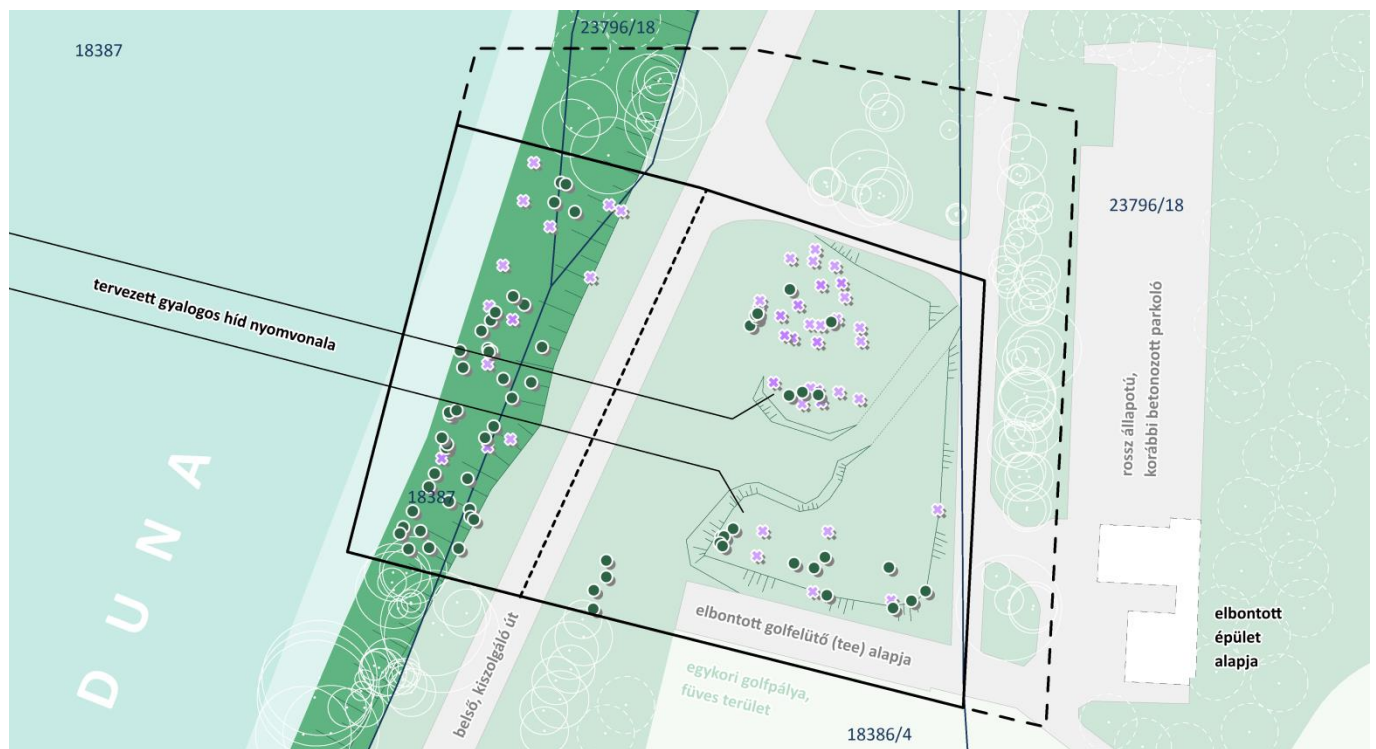 18387
23796/18
23796/18
tervezett gyalogos híd nyomvonala
rossz állapotú,
korábbi betonozott parkoló
18387
DUNA
belső, kiszolgáló út
elbontott golfelütő (tee) alapja
egykori golfpálya,
füves terület
elbontott
épület
alapja
18386/4